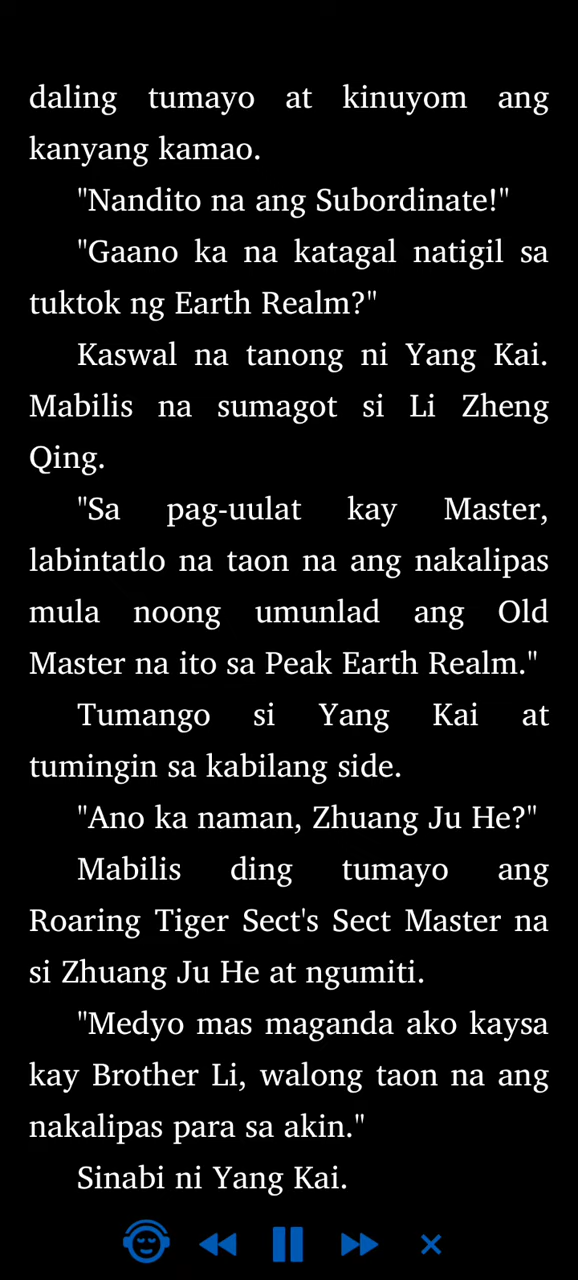 daling tumayo at kinuyom ang
kanyang kamao.
"Nandito na ang Subordinate!"
"Gaano ka na katagal natigil sa
tuktok ng Earth Realm?"
Kaswal na tanong ni Yang Kai.
Mabilis na sumagot si Li Zheng
Qing.
"Sa pag-uulat kay Master,
labintatlo na taon na ang nakalipas
mula noong umunlad ang Old
Master na ito sa Peak Earth Realm."
Tumango si Yang Kai at
tumingin sa kabilang side.
"Ano ka naman, Zhuang Ju He?"
Mabilis ding tumayo ang
Roaring Tiger Sect's Sect Master na
si Zhuang Ju He at ngumiti.
"Medyo mas maganda ako kaysa
kay Brother Li, walong taon na ang
nakalipas para sa akin."
Sinabi ni Yang Kai.